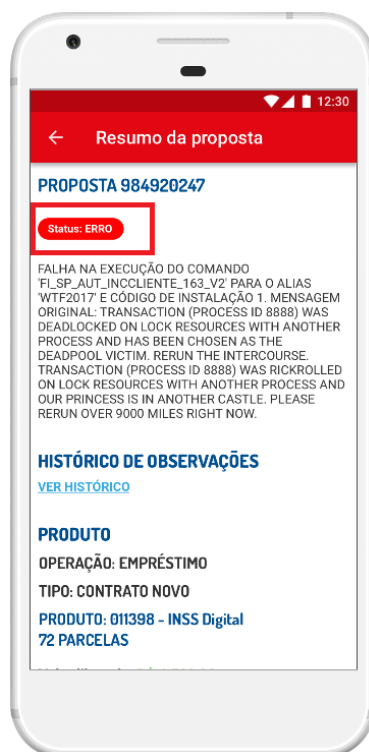 12:30
Resumo da proposta
PROPOSTA 984920247
Status: ERRO
FALHA NA EXECUÇÃO DO COMANDO
'FI_SP_AUT_INCCLIENTE_163_V2' PARA O ALIAS
'WTF2017' E CÓDIGO DE INSTALAÇÃO 1. MENSAGEM
ORIGINAL: TRANSACTION (PROCESS ID 8888) WAS
DEADLOCKED ON LOCK RESOURCES WITH ANOTHER
PROCESS AND HAS BEEN CHOSEN AS THE
DEADPOOL VICTIM. RERUN THE INTERCOURSE.
TRANSACTION (PROCESS ID 8888) WAS RICKROLLED
ON LOCK RESOURCES WITH ANOTHER PROCESS AND
OUR PRINCESS IS IN ANOTHER CASTLE. PLEASE
RERUN OVER 9000 MILES RIGHT NOW.
HISTÓRICO DE OBSERVAÇÕES
VER HISTÓRICO
PRODUTO
OPERAÇÃO: EMPRÉSTIMO
TIPO: CONTRATO NOVO
PRODUTO: 011398 - INSS Digital
72 PARCELAS